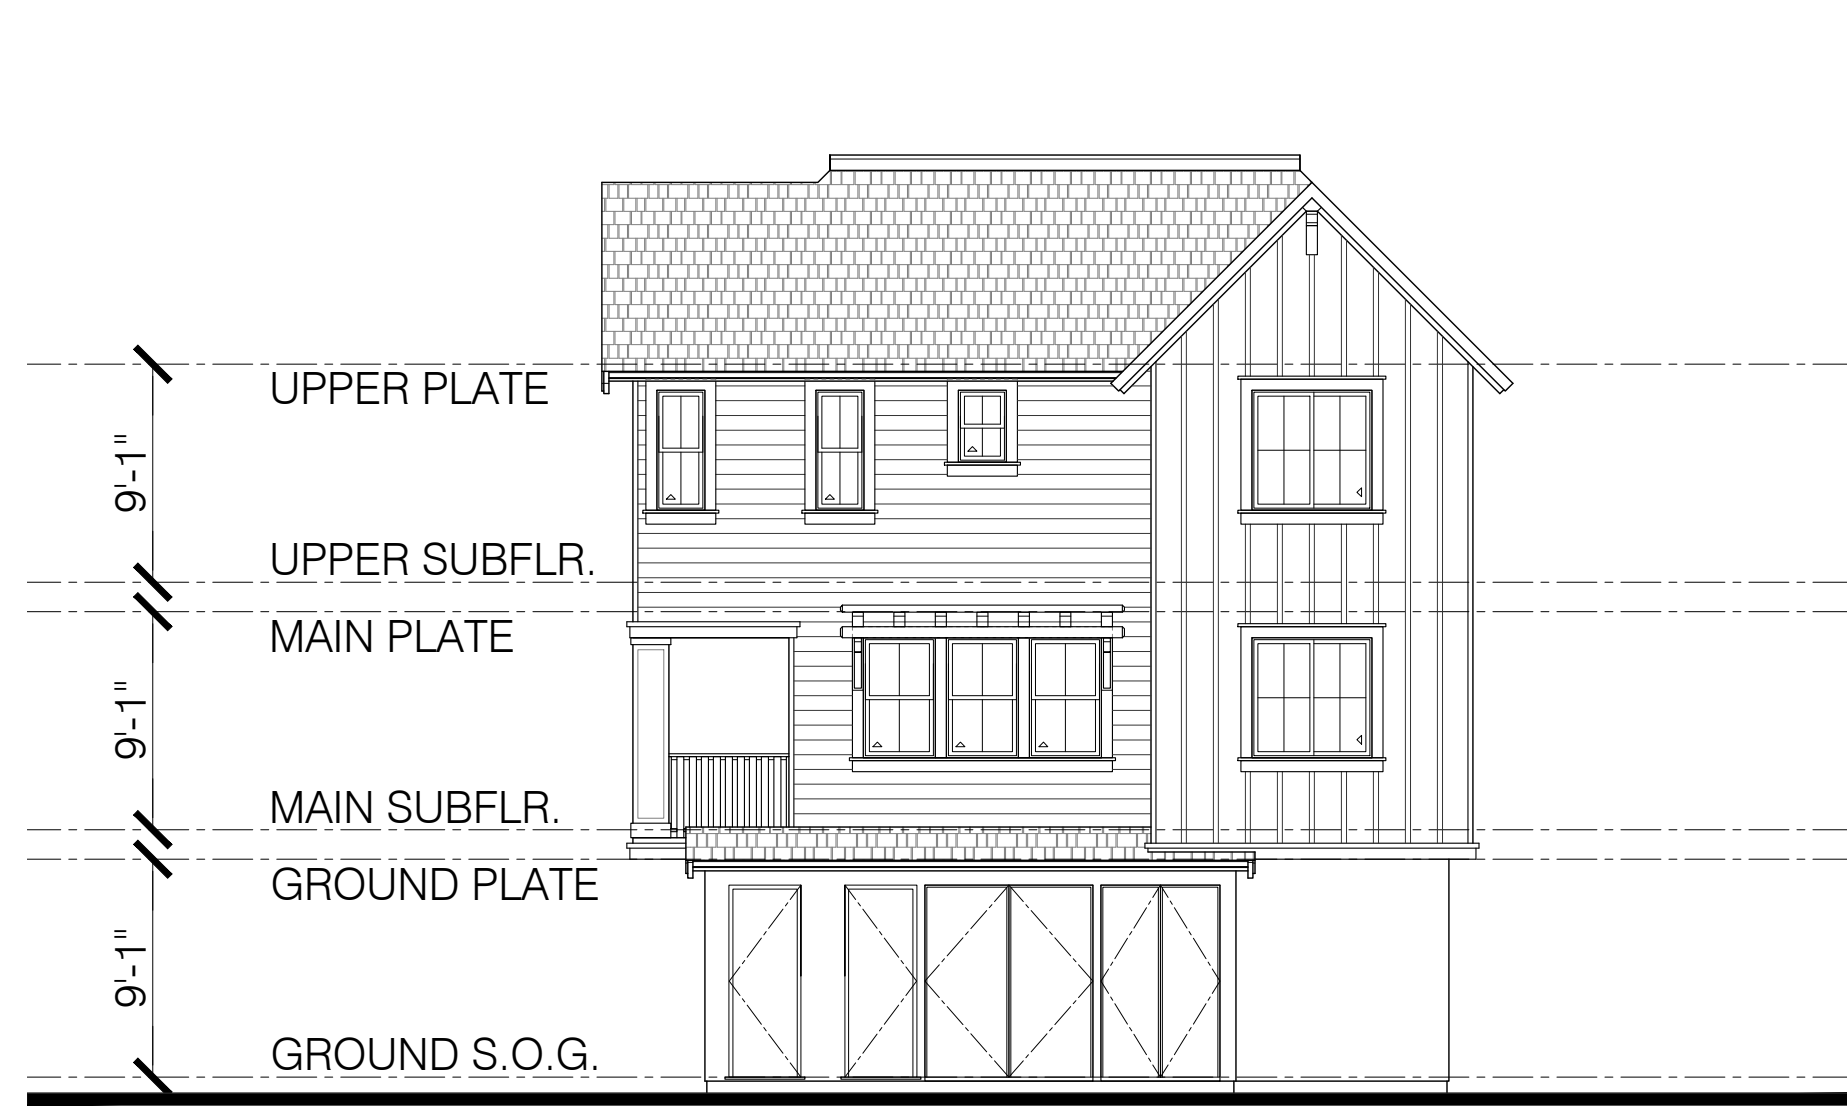 UPPER PLATE
9'-1"
UPPER SUBFLR.
MAIN PLATE
9'-1"
MAIN SUBFLR.
GROUND PLATE
9'-1"
GROUND S.O.G.